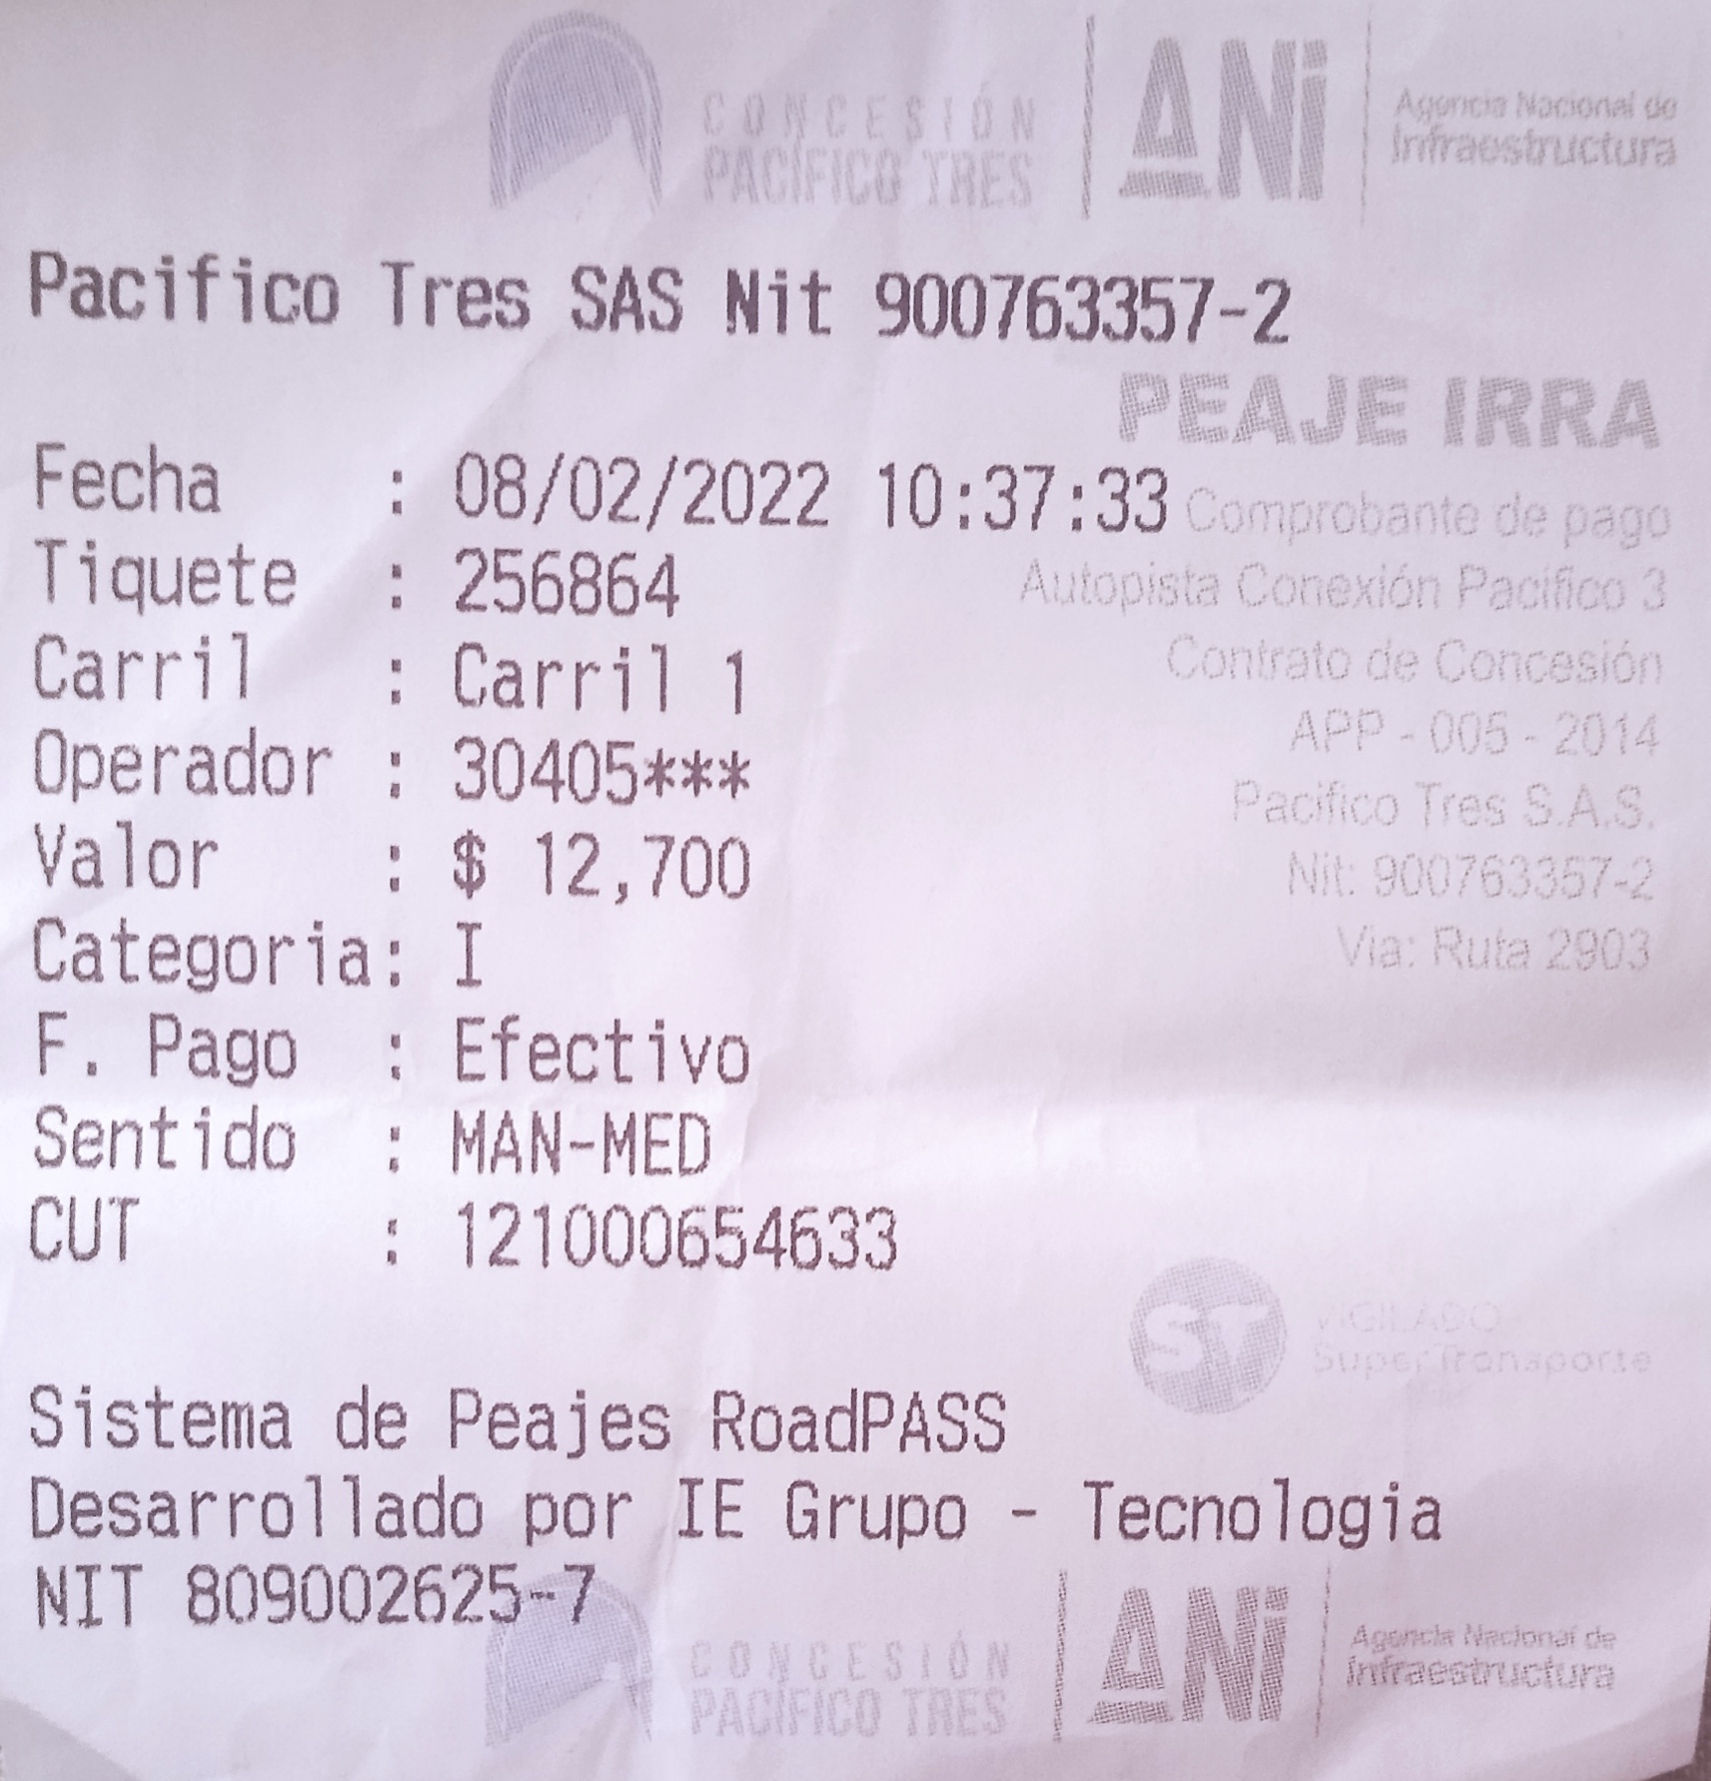 CONCESIÓN
PACÍFICO TRES
ANi
Agencia Nacional de
Infraestructura
Pacifico Tres SAS Nit 900763357-2
PEAJE IRRA
Fecha : 08/02/2022 10:37:33
Comprobante de pago
Tiquete : 256864
Autopista Conexión Pacifico 3
Carril : Carril 1
Contrato de Concesión
Operador : 30405***
APP - 005 - 2014
Valor : $ 12,700
Pacifico Tres S.A.S.
Nit: 900763357-2
Categoria: I
Via: Ruta 2903
F. Pago : Efectivo
Sentido : MAN-MED
CUT : 121000654633
ST
VIGILADO
SuperTransporte
Sistema de Peajes RoadPASS
Desarrollado por IE Grupo - Tecnologia
NIT 809002625-7
CONCESIÓN
PACÍFICO TRES
ANi
Agencia Nacional de
Infraestructura